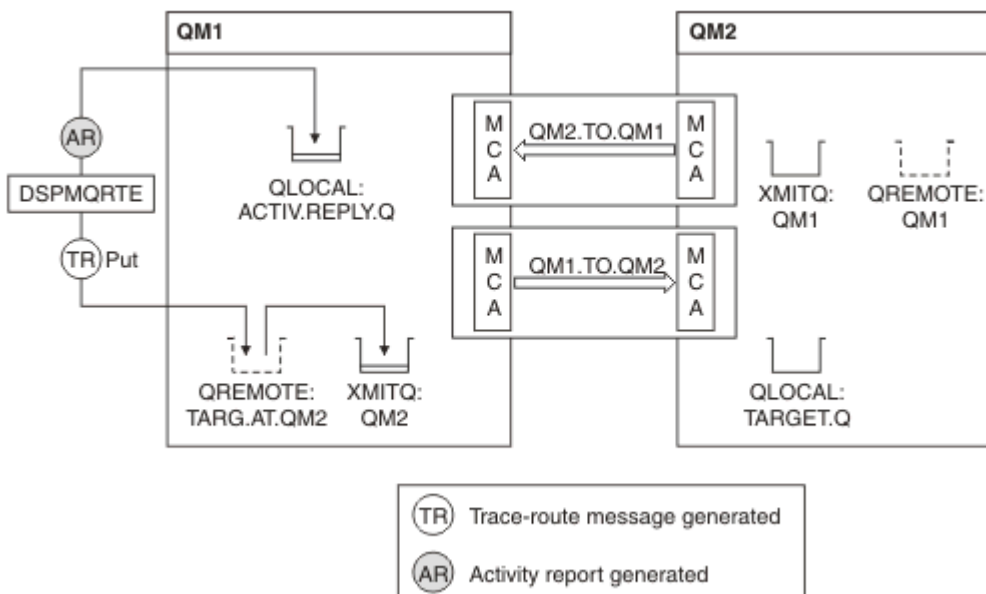 QM1
QM2
AR
DSPMQRTE
TR Put
QLOCAL:
ACTIV.REPLY.Q
M
C
A
QM2.TO.QM1
M
C
A
XMITQ:
QM1
QREMOTE:
QM1
M
C
A
QM1.TO.QM2
M
C
A
QREMOTE:
TARG.AT.QM2
XMITQ:
QM2
QLOCAL:
TARGET.Q
TR Trace-route message generated
AR Activity report generated